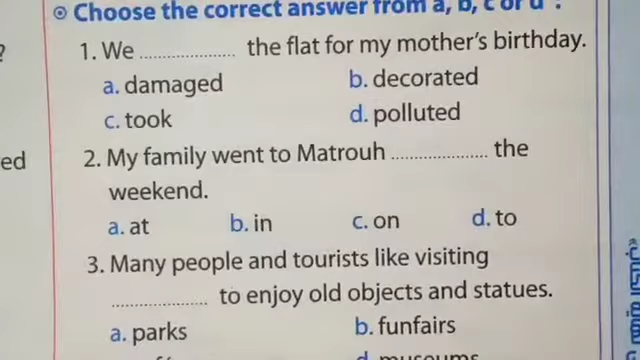 ?
⊙ Choose the correct answer from a, b, c or d :
1. We .................... the flat for my mother's birthday.
a. damaged b. decorated
c. took d. polluted
ed
2. My family went to Matrouh .................... the
weekend.
a. at b. in c. on d. to
3. Many people and tourists like visiting
.................... to enjoy old objects and statues.
a. parks b. funfairs
d. museums